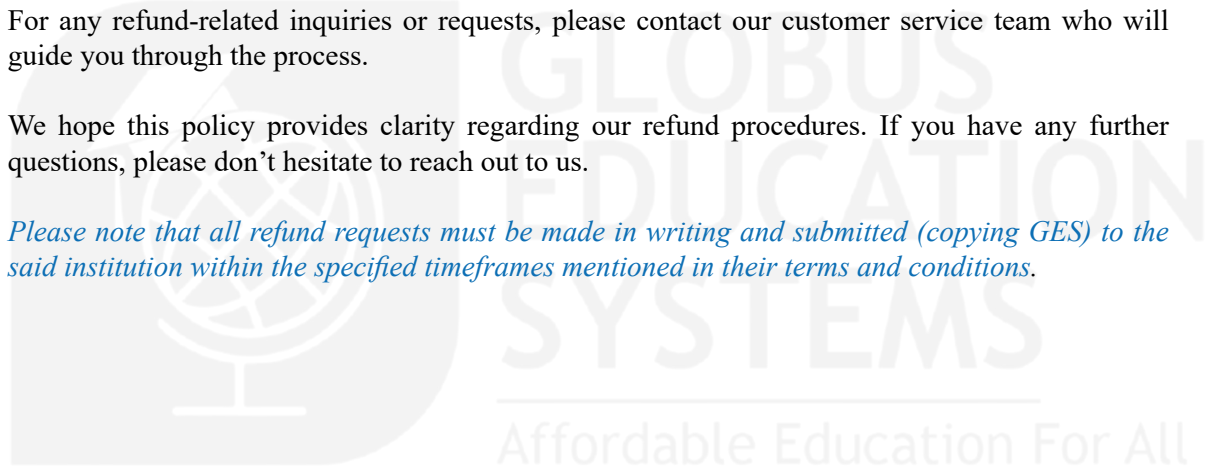 For any refund-related inquiries or requests, please contact our customer service team who will
guide you through the process.
We hope this policy provides clarity regarding our refund procedures. If you have any further
questions, please don’t hesitate to reach out to us.
Please note that all refund requests must be made in writing and submitted (copying GES) to the
said institution within the specified timeframes mentioned in their terms and conditions.
GLOBUS
EDUCATION
SYSTEMS
Affordable Education For All